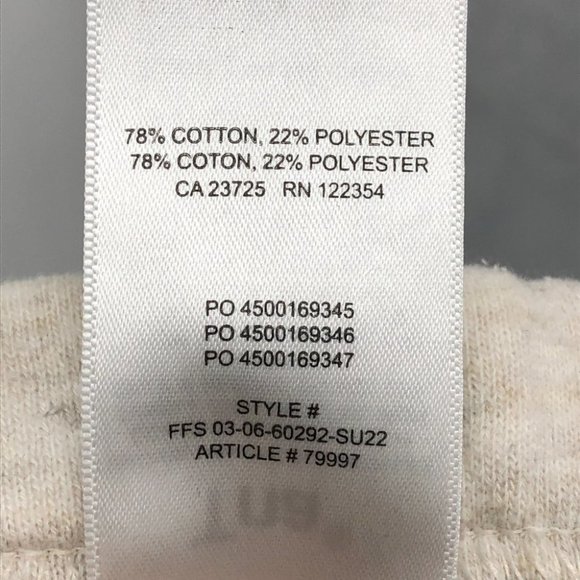 78% COTTON, 22% POLYESTER
78% COTON, 22% POLYESTER
CA 23725 RN 122354
PO 4500169345
PO 4500169346
PO 4500169347
STYLE #
FFS 03-06-60292-SU22
ARTICLE # 79997